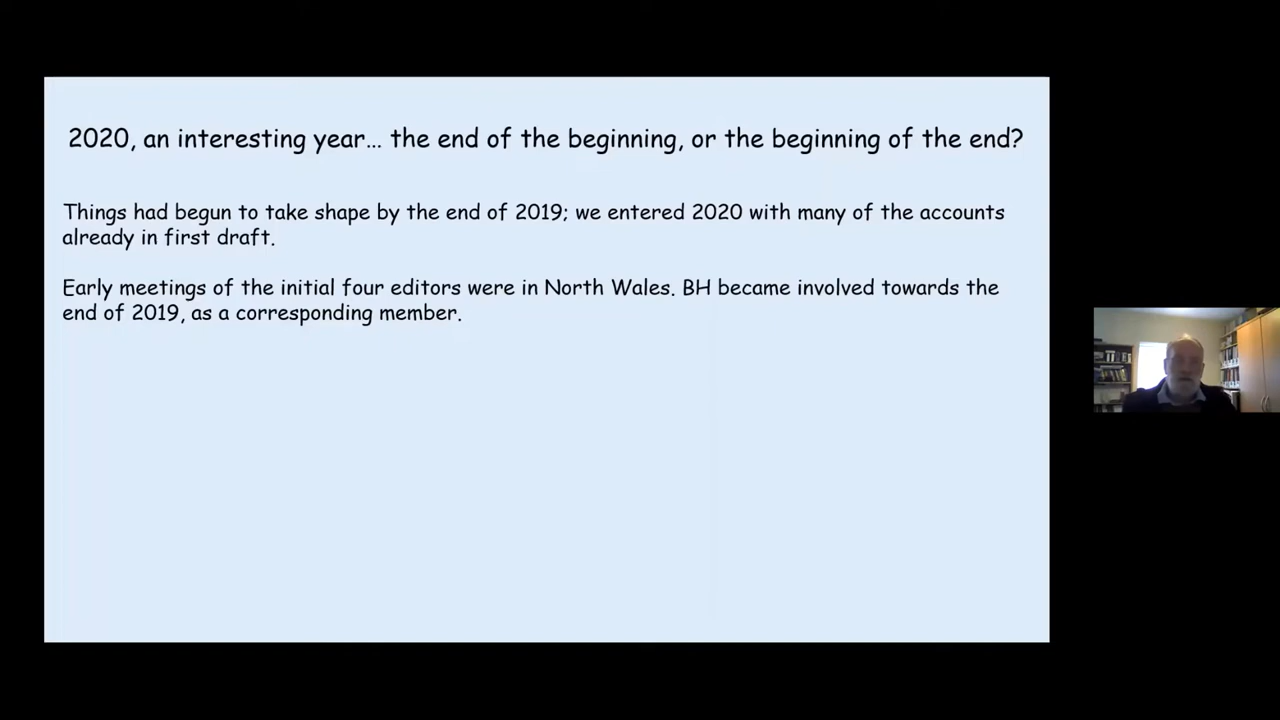 2020, an interesting year... the end of the beginning, or the beginning of the end?
Things had begun to take shape by the end of 2019; we entered 2020 with many of the accounts
already in first draft.
Early meetings of the initial four editors were in North Wales. BH became involved towards the
end of 2019, as a corresponding member.